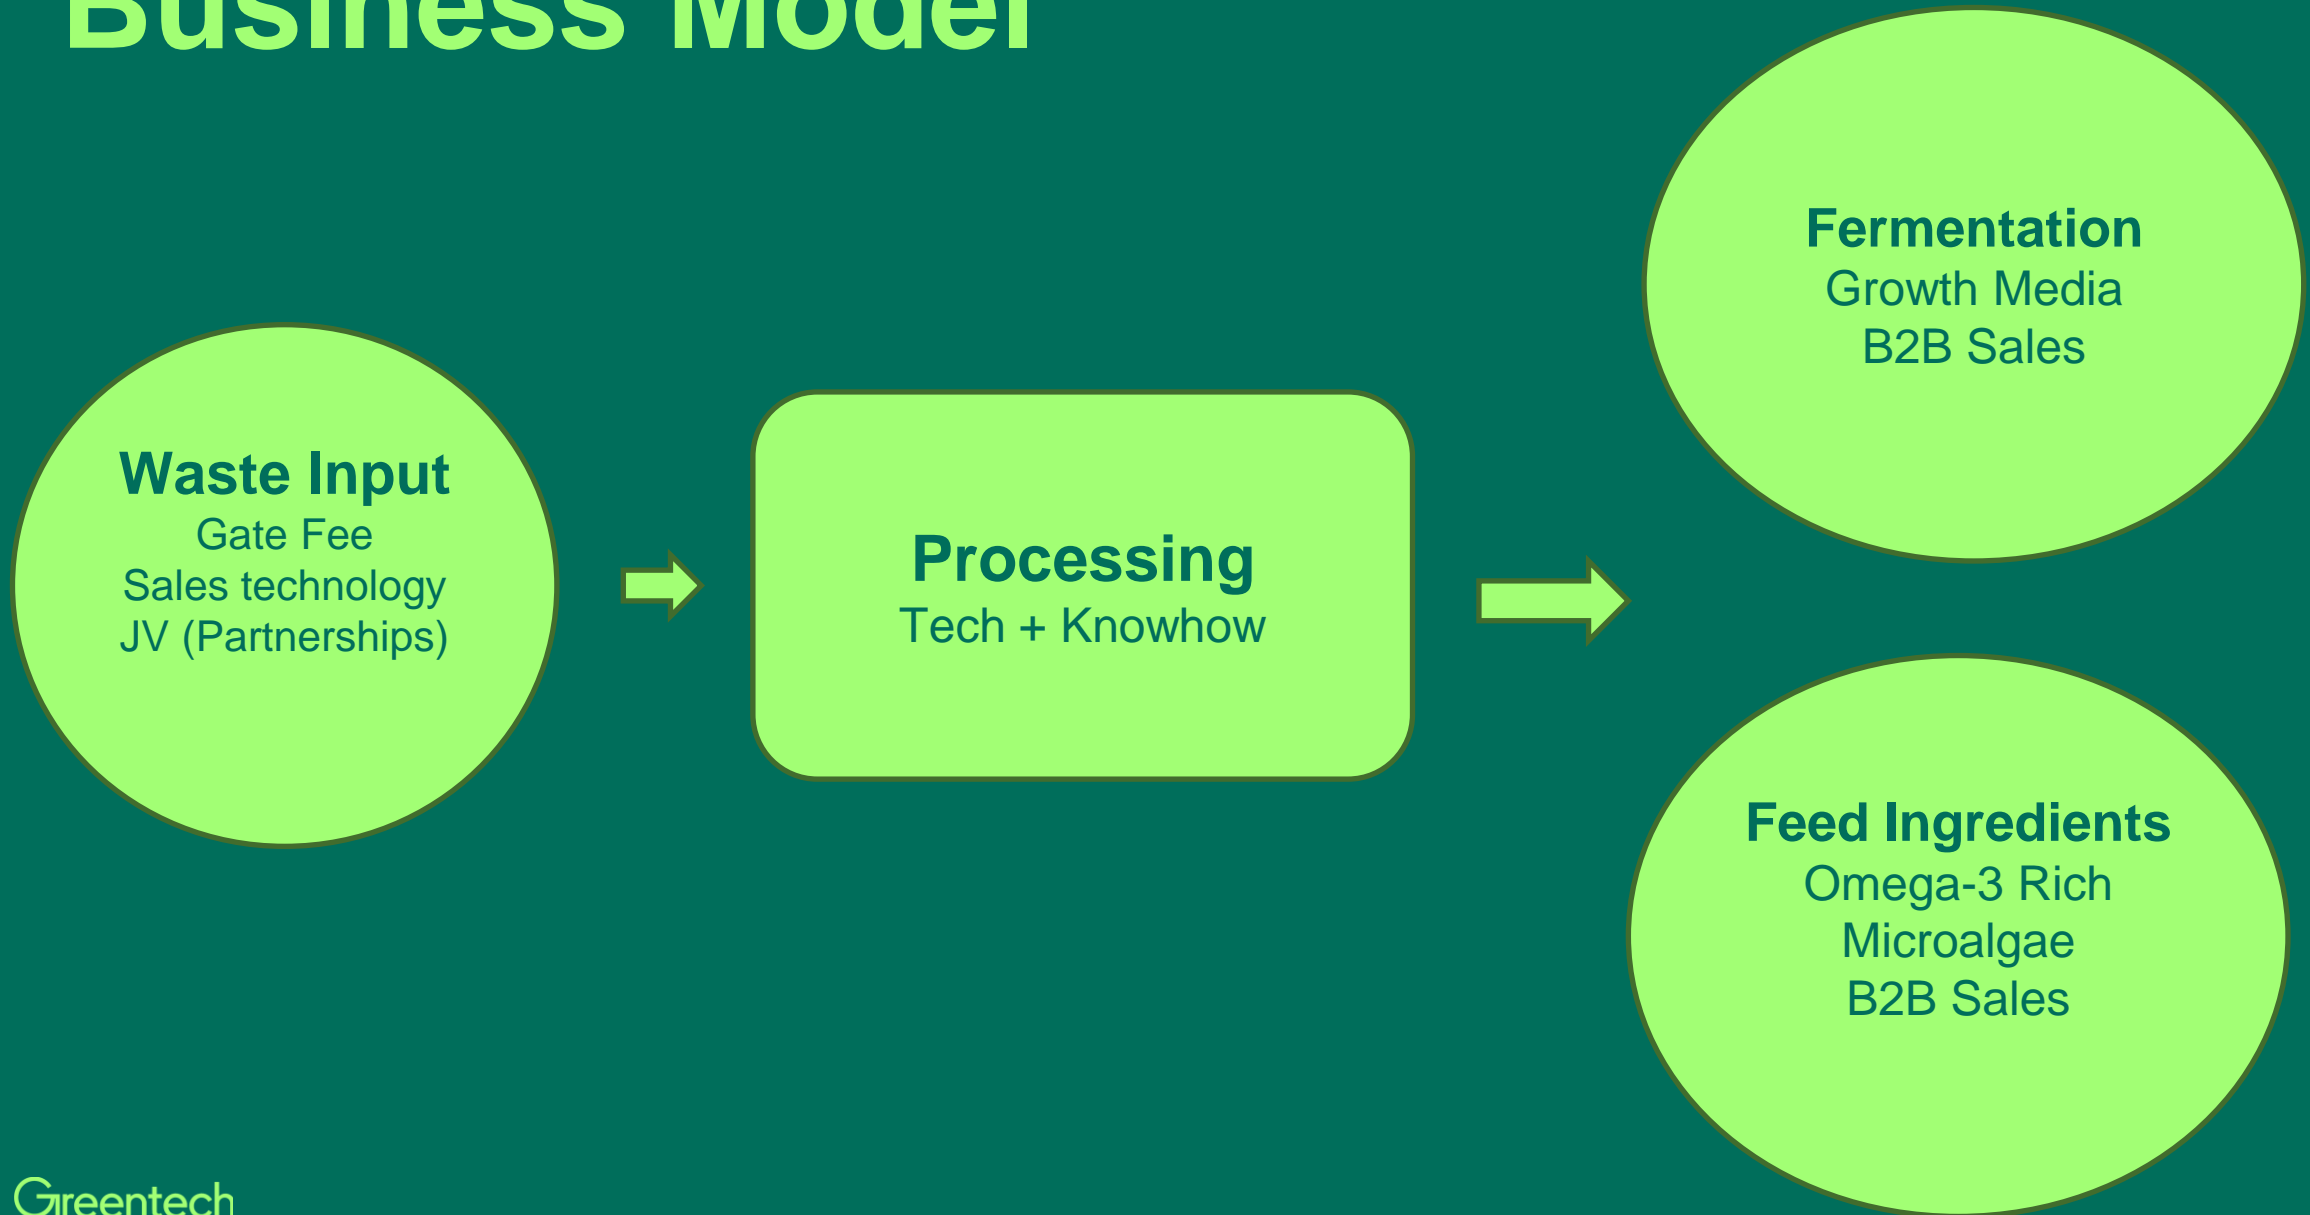 Business Model
Waste Input
Gate Fee
Sales technology
JV (Partnerships)
Processing
Tech + Knowhow
Fermentation
Growth Media
B2B Sales
Feed Ingredients
Omega-3 Rich
Microalgae
B2B Sales
Greentech